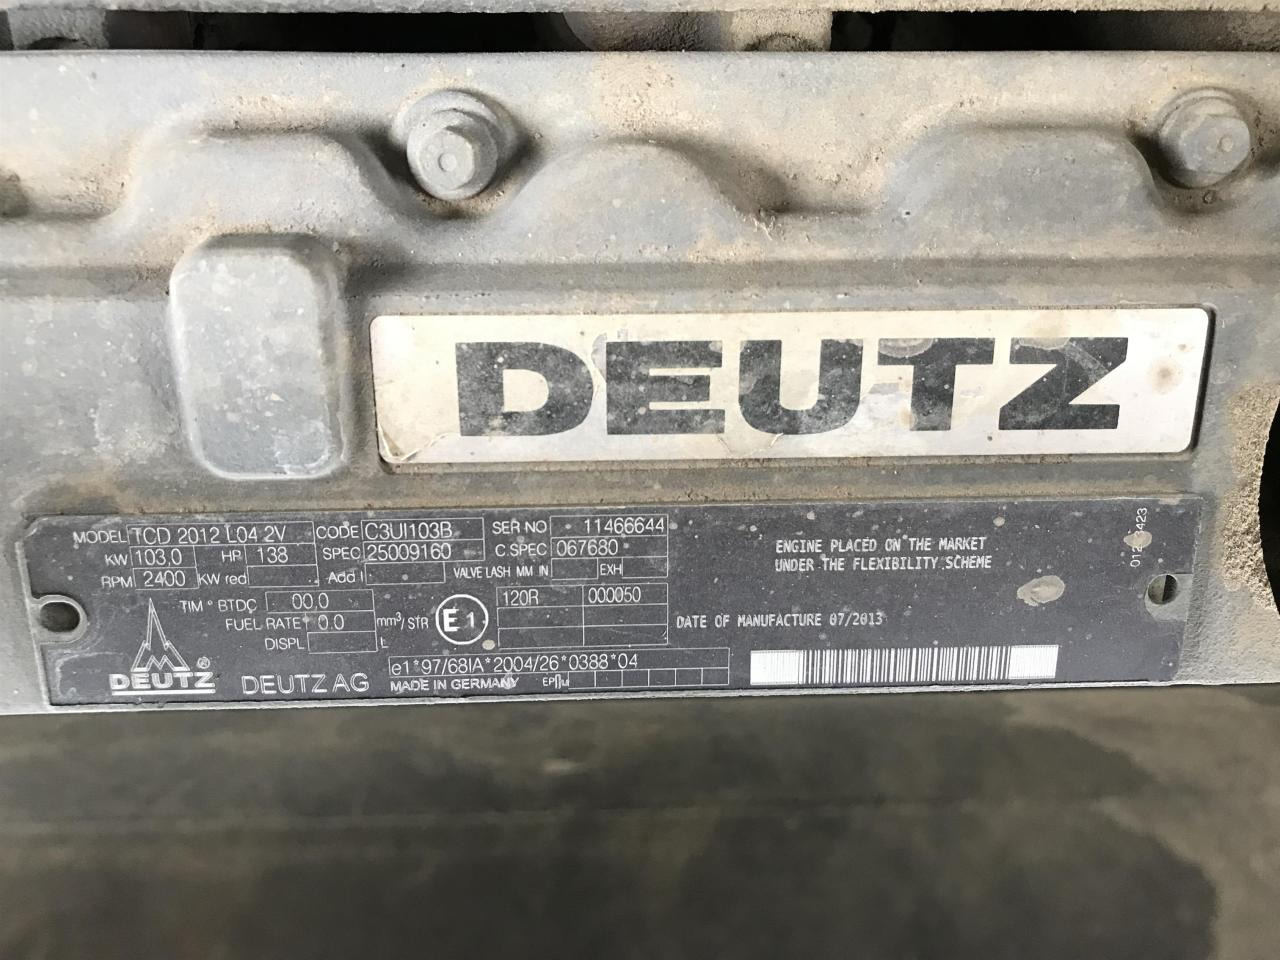 DEUTZ
MODEL TCD 2012 L04 2V CODE C3UI103B SER NO 11466644
KW 103,0 HR 138 SPEC 25009160 C.SPEC 067680
RPM 2400 KW red Add I VALVE LASH MM IN EXH
ENGINE PLACED ON THE MARKET
UNDER THE FLEXIBILITY SCHEME
TIM ° BTDC 00.0
FUEL RATE 0.0 mm³/STR
DISPL L
E1
120R 000050
DATE OF MANUFACTURE 07/2013
e1*97/68IA*2004/26*0388*04
DEUTZ® DEUTZ AG MADE IN GERMANY